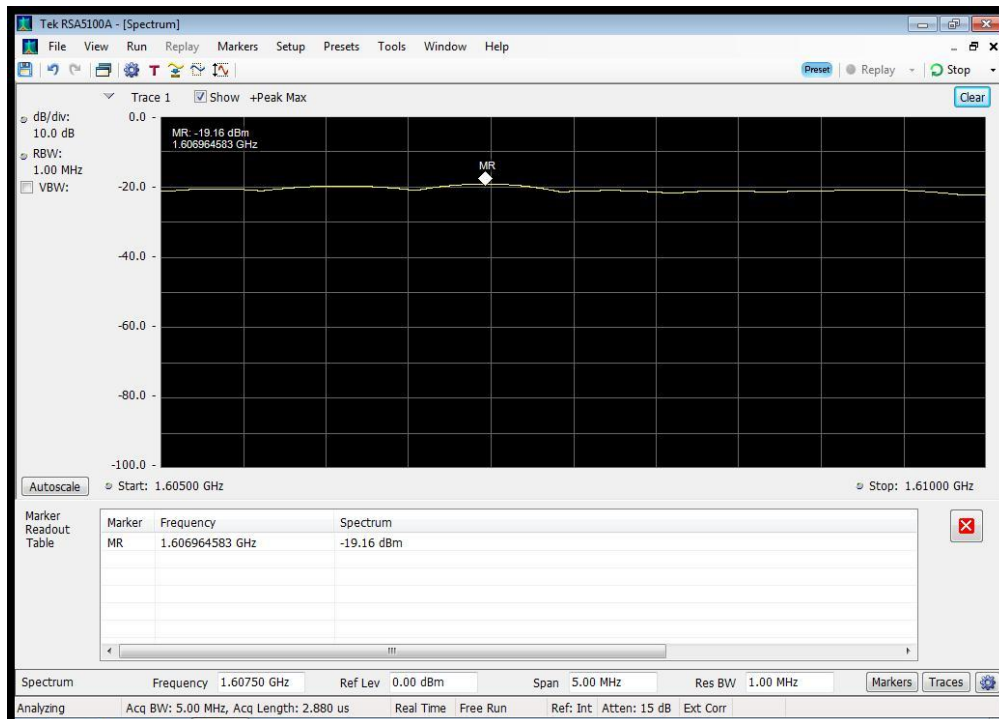 Tek RSA5100A - [Spectrum]
File View Run Replay Markers Setup Presets Tools Window Help
T
Preset Replay Stop
Trace 1 Show +Peak Max Clear
dB/div:
10.0 dB
RBW:
1.00 MHz
VBW:
0.0 -
MR: -19.16 dBm
1.606964583 GHz
MR
-20.0 -
-40.0 -
-60.0 -
-80.0 -
-100.0 -
Autoscale Start: 1.60500 GHz Stop: 1.61000 GHz
Marker
Readout
Table
Marker Frequency Spectrum
MR 1.606964583 GHz -19.16 dBm
Spectrum Frequency 1.60750 GHz Ref Lev 0.00 dBm Span 5.00 MHz Res BW 1.00 MHz Markers Traces
Analyzing Acq BW: 5.00 MHz, Acq Length: 2.880 us Real Time Free Run Ref: Int Atten: 15 dB Ext Corr